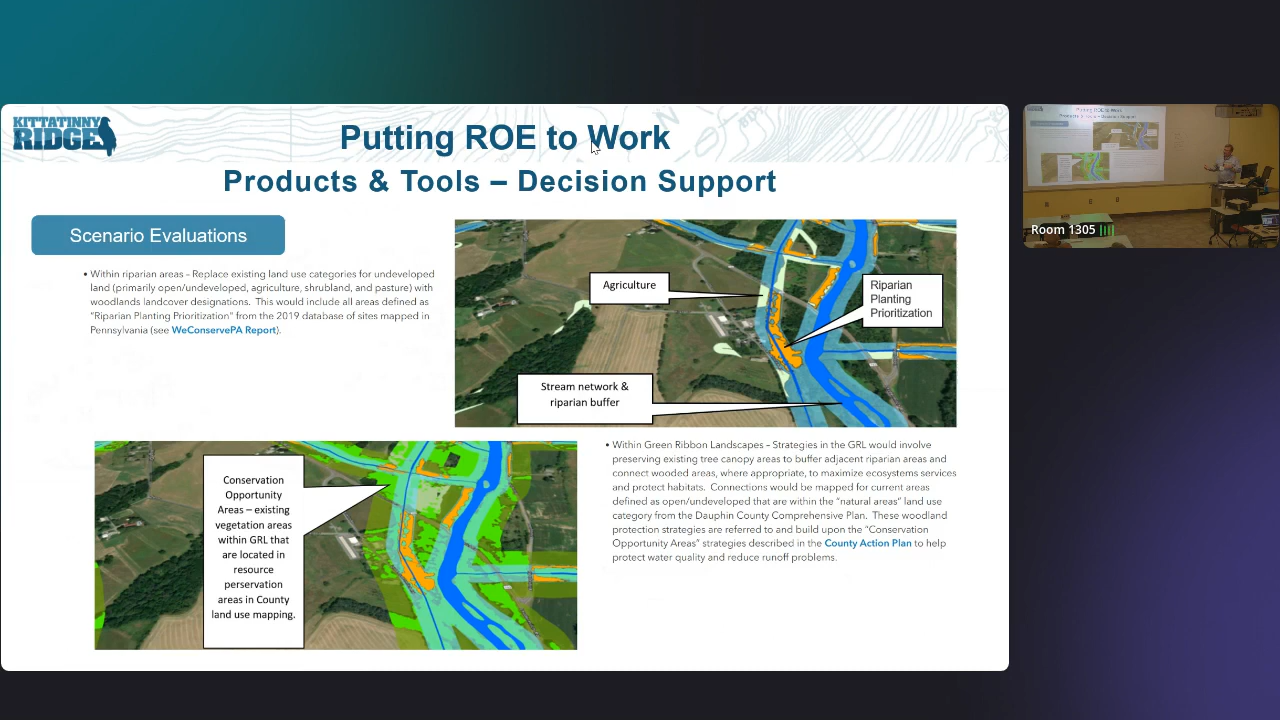 KITTATINNY
RIDGE
Putting ROE to Work
Products & Tools – Decision Support
Scenario Evaluations
• Within riparian areas – Replace existing land use categories for undeveloped
land (primarily open/undeveloped, agriculture, shrubland, and pasture) with
woodlands landcover designations. This would include all areas defined as
“Riparian Planting Prioritization” from the 2019 database of sites mapped in
Pennsylvania (see WeConservePA Report).
Agriculture
Riparian
Planting
Prioritization
Stream network &
riparian buffer
Conservation
Opportunity
Areas – existing
vegetation areas
within GRL that
are located in
resource
perservation
areas in County
land use mapping.
• Within Green Ribbon Landscapes – Strategies in the GRL would involve
preserving existing tree canopy areas to buffer adjacent riparian areas and
connect wooded areas, where appropriate, to maximize ecosystems services
and protect habitats. Connections would be mapped for current areas
defined as open/undeveloped that are within the “natural areas” land use
category from the Dauphin County Comprehensive Plan. These woodland
protection strategies are referred to and build upon the “Conservation
Opportunity Areas” strategies described in the County Action Plan to help
protect water quality and reduce runoff problems.
Putting ROE to Work
Products & Tools – Decision Support
Room 1305